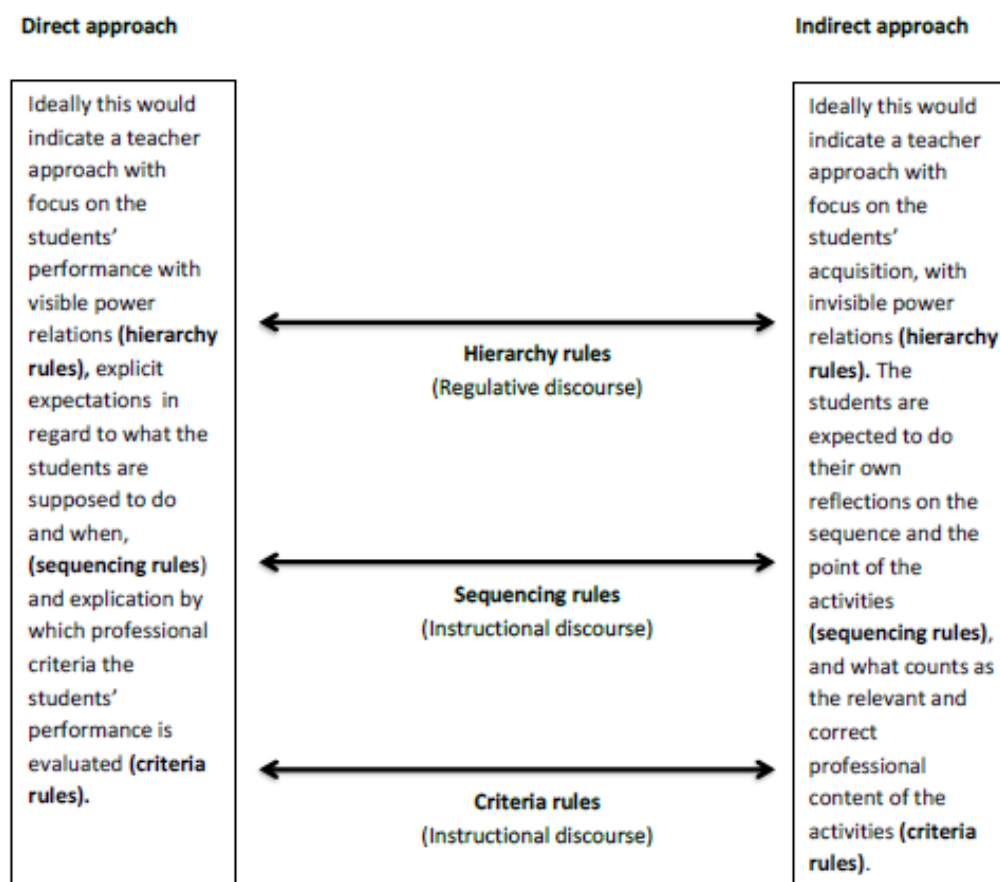 Direct approach
Ideally this would
indicate a teacher
approach with
focus on the
students'
performance with
visible power
relations (hierarchy
rules), explicit
expectations in
regard to what the
students are
supposed to do
and when,
(sequencing rules)
and explication by
which professional
criteria the
students'
performance is
evaluated (criteria
rules).
Hierarchy rules
(Regulative discourse)
Sequencing rules
(Instructional discourse)
Criteria rules
(Instructional discourse)
Indirect approach
Ideally this would
indicate a teacher
approach with
focus on the
students'
acquisition, with
invisible power
relations (hierarchy
rules). The
students are
expected to do
their own
reflections on the
sequence and the
point of the
activities
(sequencing rules),
and what counts as
the relevant and
correct
professional
content of the
activities (criteria
rules).